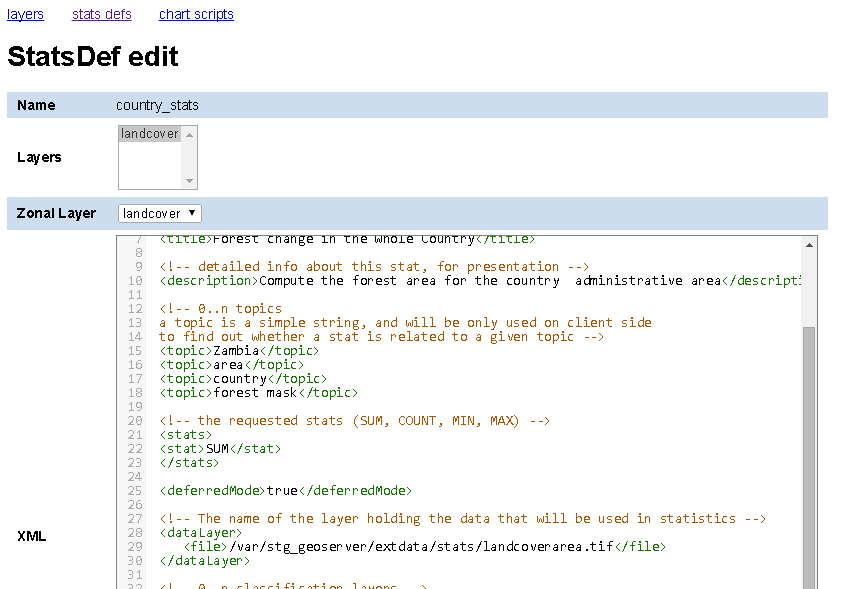 layers stats defs chart scripts
StatsDef edit
Name country_stats
Layers landcover
Zonal Layer landcover
XML
7 <title>Forest change in the whole Country</title>
8
9 <!-- detailed info about this stat, for presentation -->
10 <description>Compute the forest area for the country  administrative area</descripti
11
12 <!-- 0..n topics
13 a topic is a simple string, and will be only used on client side
14 to find out whether a stat is related to a given topic -->
15 <topic>Zambia</topic>
16 <topic>area</topic>
17 <topic>country</topic>
18 <topic>forest mask</topic>
19
20 <!-- the requested stats (SUM, COUNT, MIN, MAX) -->
21 <stats>
22 <stat>SUM</stat>
23 </stats>
24
25 <deferredMode>true</deferredMode>
26
27 <!-- The name of the layer holding the data that will be used in statistics -->
28 <dataLayer>
29 <file>/var/stg_geoserver/extdata/stats/landcoverarea.tif</file>
30 </dataLayer>
31
32 <!-- 0..n classification layers -->